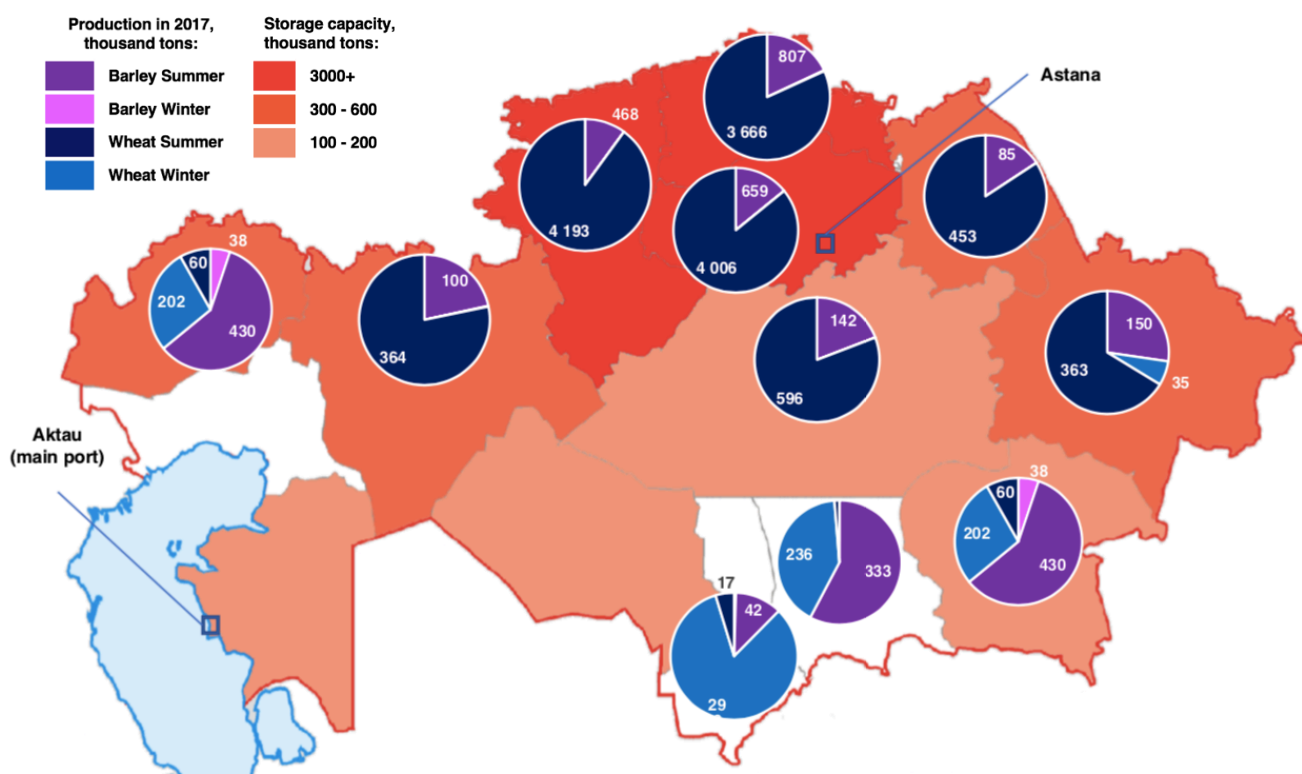 Production in 2017,
thousand tons:
Barley Summer
Barley Winter
Wheat Summer
Wheat Winter
Storage capacity,
thousand tons:
3000+
300 - 600
100 - 200
Astana
807
3 666
468
4 193
659
4 006
85
453
38
60
202
430
100
364
142
596
150
363
35
Aktau
(main port)
38
60
202
430
236
333
17
42
29